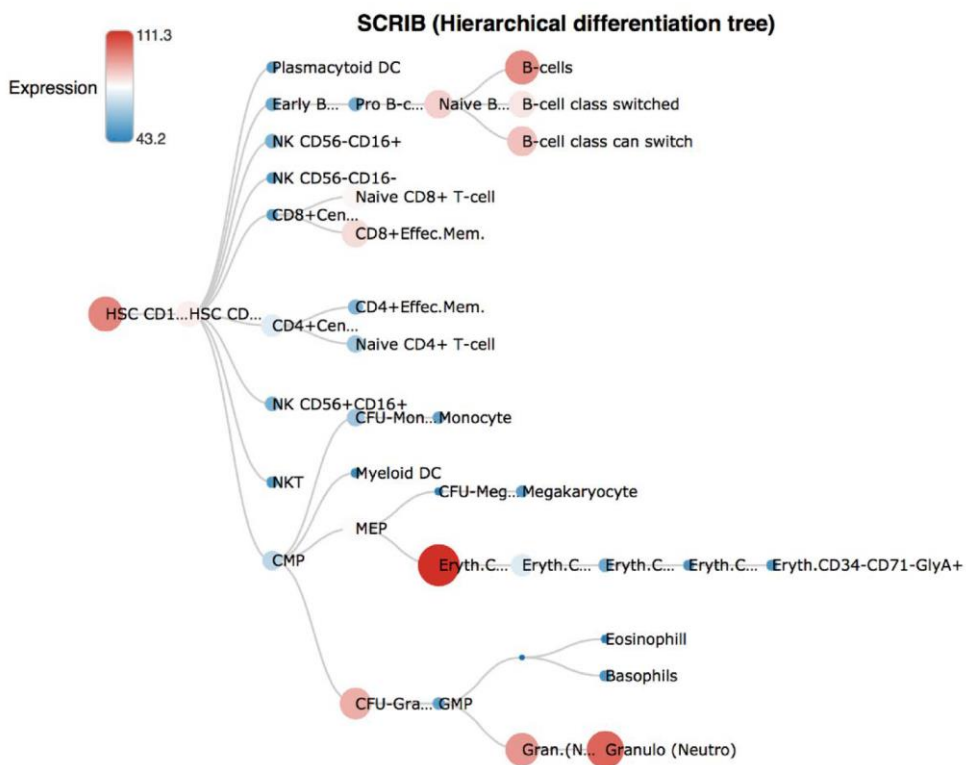 SCRIB (Hierarchical differentiation tree)
111.3
Expression
43.2
Plasmacytoid DC
Early B...
Pro B-c...
Naive B...
B-cells
B-cell class switched
B-cell class can switch
NK CD56-CD16+
NK CD56-CD16-
Naive CD8+ T-cell
CD8+Cen...
CD8+Effec.Mem.
HSC CD1...
HSC CD...
CD4+Effec.Mem.
CD4+Cen...
Naive CD4+ T-cell
NK CD56+CD16+
CFU-Mon...
Monocyte
NKT
Myeloid DC
CFU-Meg...
Megakaryocyte
MEP
CMP
Eryth.C...
Eryth.C...
Eryth.C...
Eryth.C...
Eryth.CD34-CD71-GlyA+
Eosinophill
Basophils
CFU-Gra...
GMP
Gran.(N...
Granulo (Neutro)